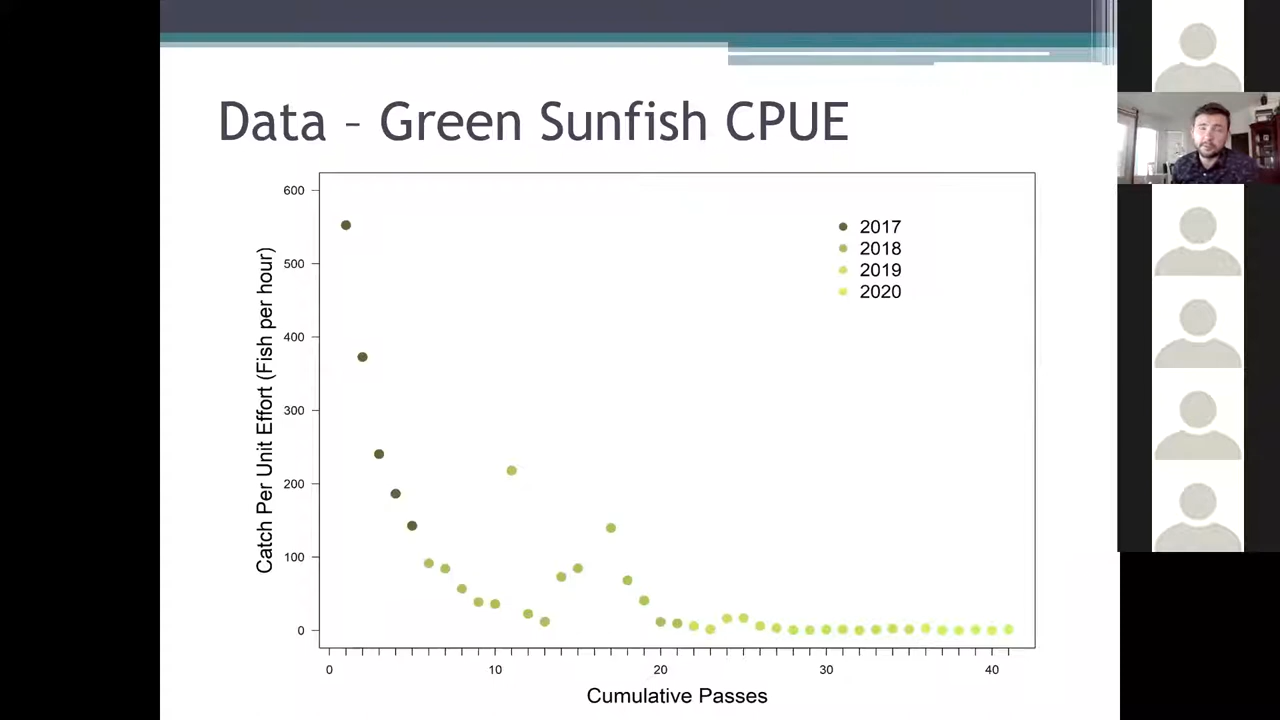 Data – Green Sunfish CPUE
600
500
400
300
200
100
0
Catch Per Unit Effort (Fish per hour)
2017
2018
2019
2020
0 10 20 30 40
Cumulative Passes